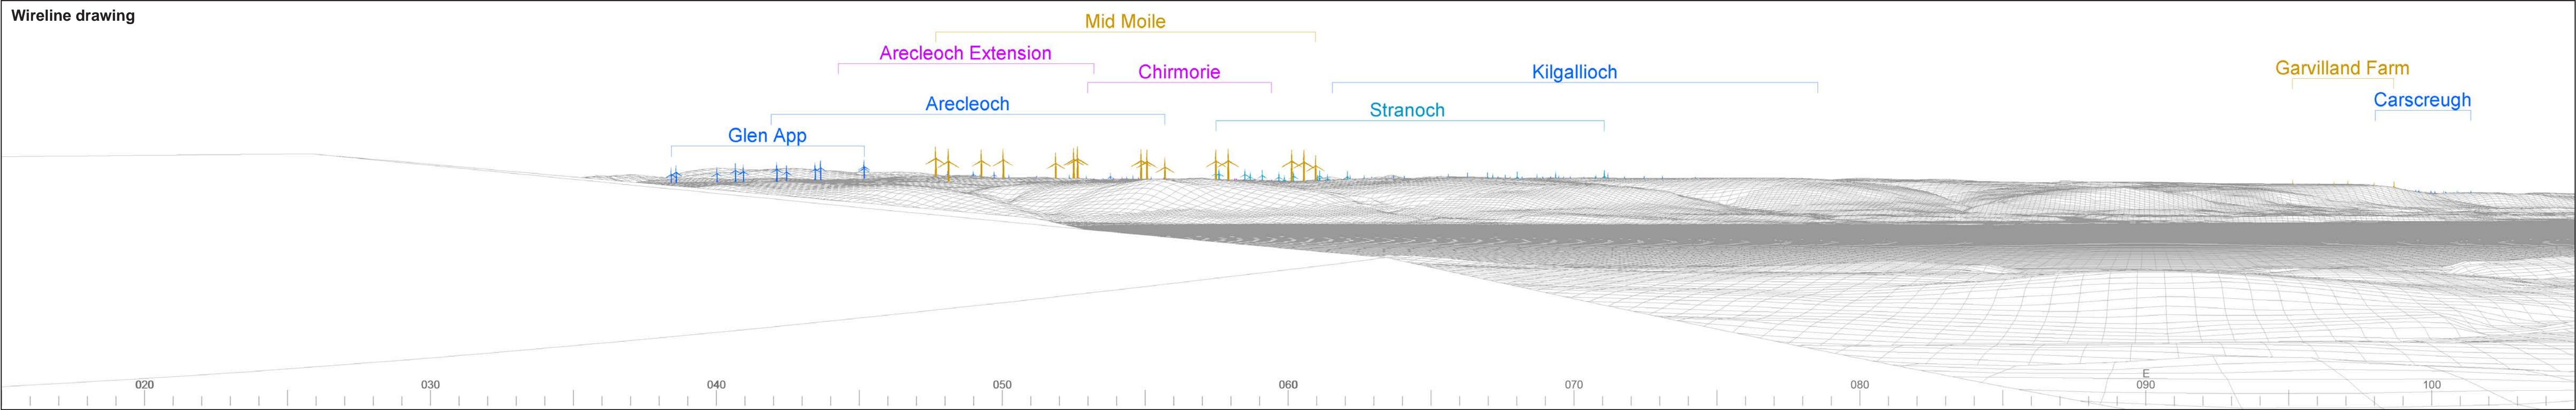 Wireline drawing
Mid Moile
Arecleoch Extension
Chirmorie
Kilgallioch
Garvilland Farm
Arecleoch
Stranoch
Carscreugh
Glen App
E
020 030 040 050 060 070 080 090 100